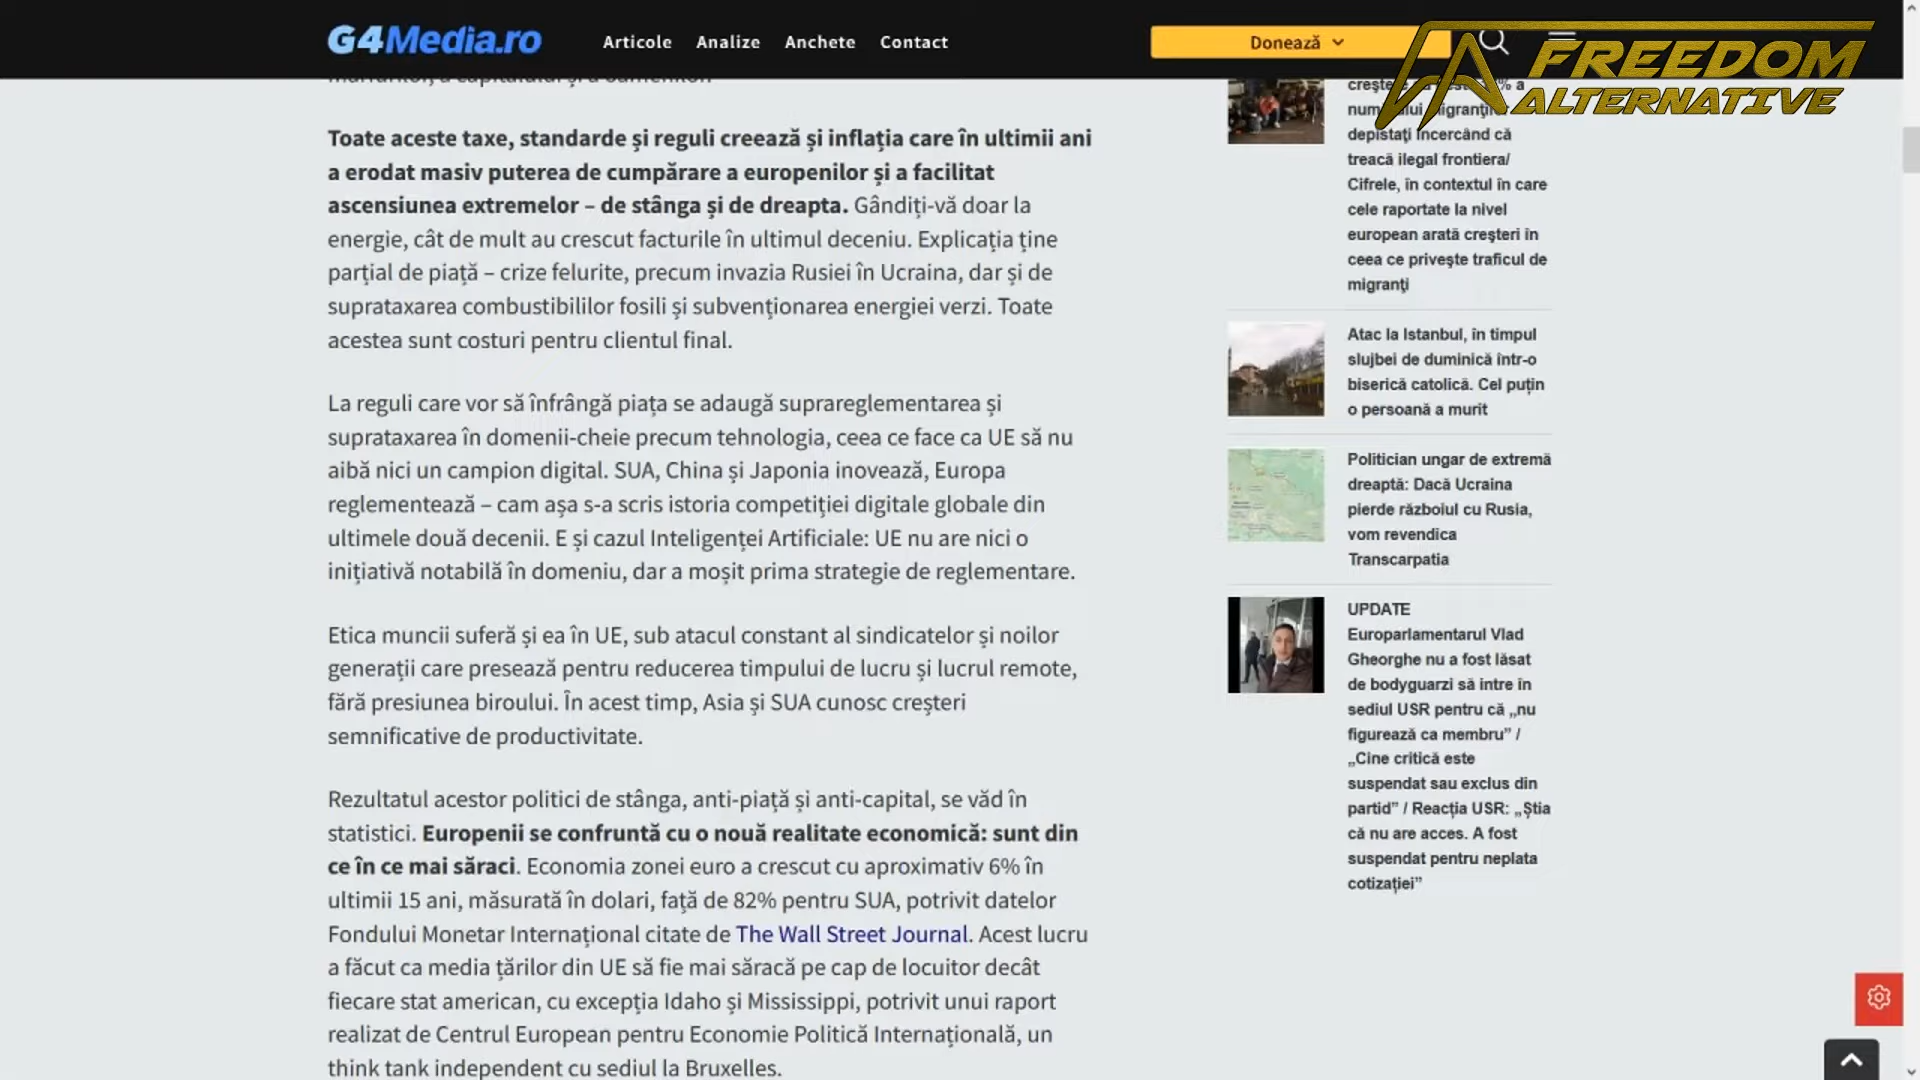 G4Media.ro
Articole
Analize
Anchete
Contact
Donează
FREEDOM
ALTERNATIVE
Toate aceste taxe, standarde și reguli creează și inflația care în ultimii ani
a erodat masiv puterea de cumpărare a europenilor și a facilitat
ascensiunea extremelor – de stânga și de dreapta. Gândiți-vă doar la
energie, cât de mult au crescut facturile în ultimul deceniu. Explicația ține
parțial de piață – crize felurite, precum invazia Rusiei în Ucraina, dar și de
suprataxarea combustibililor fosili și subvenționarea energiei verzi. Toate
acestea sunt costuri pentru clientul final.
La reguli care vor să înfrângă piața se adaugă suprareglementarea și
suprataxarea în domenii-cheie precum tehnologia, ceea ce face ca UE să nu
aibă nici un campion digital. SUA, China și Japonia inovează, Europa
reglementează – cam așa s-a scris istoria competiției digitale globale din
ultimele două decenii. E și cazul Inteligenței Artificiale: UE nu are nici o
inițiativă notabilă în domeniu, dar a moșit prima strategie de reglementare.
Etica muncii suferă și ea în UE, sub atacul constant al sindicatelor și noilor
generații care presează pentru reducerea timpului de lucru și lucrul remote,
fără presiunea biroului. În acest timp, Asia și SUA cunosc creșteri
semnificative de productivitate.
Rezultatul acestor politici de stânga, anti-piață și anti-capital, se văd în
statistici. Europenii se confruntă cu o nouă realitate economică: sunt din
ce în ce mai săraci. Economia zonei euro a crescut cu aproximativ 6% în
ultimii 15 ani, măsurată în dolari, față de 82% pentru SUA, potrivit datelor
Fondului Monetar Internațional citate de The Wall Street Journal. Acest lucru
a făcut ca media țărilor din UE să fie mai săracă pe cap de locuitor decât
fiecare stat american, cu excepția Idaho și Mississippi, potrivit unui raport
realizat de Centrul European pentru Economie Politică Internațională, un
think tank independent cu sediul la Bruxelles.
depistaţi încercând că
treacă ilegal frontiera/
Cifrele, în contextul în care
cele raportate la nivel
european arată creşteri în
ceea ce priveşte traficul de
migranţi
Atac la Istanbul, în timpul
slujbei de duminică într-o
biserică catolică. Cel puțin
o persoană a murit
Politician ungar de extremă
dreaptă: Dacă Ucraina
pierde războiul cu Rusia,
vom revendica
Transcarpatia
UPDATE
Europarlamentarul Vlad
Gheorghe nu a fost lăsat
de bodyguarzi să intre în
sediul USR pentru că „nu
figurează ca membru” /
„Cine critică este
suspendat sau exclus din
partid” / Reacția USR: „Știa
că nu are acces. A fost
suspendat pentru neplata
cotizației”